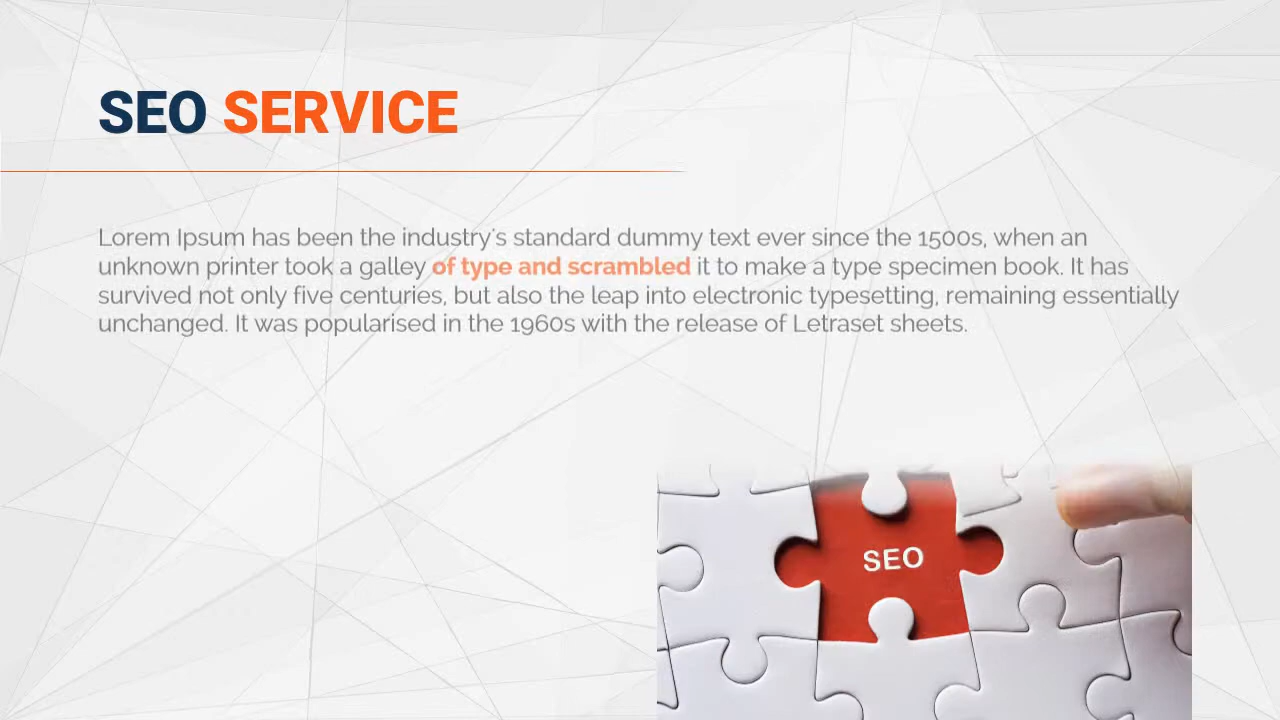 SEO SERVICE
Lorem Ipsum has been the industry's standard dummy text ever since the 1500s, when an
unknown printer took a galley of type and scrambled it to make a type specimen book. It has
survived not only five centuries, but also the leap into electronic typesetting, remaining essentially
unchanged. It was popularised in the 1960s with the release of Letraset sheets.
SEO